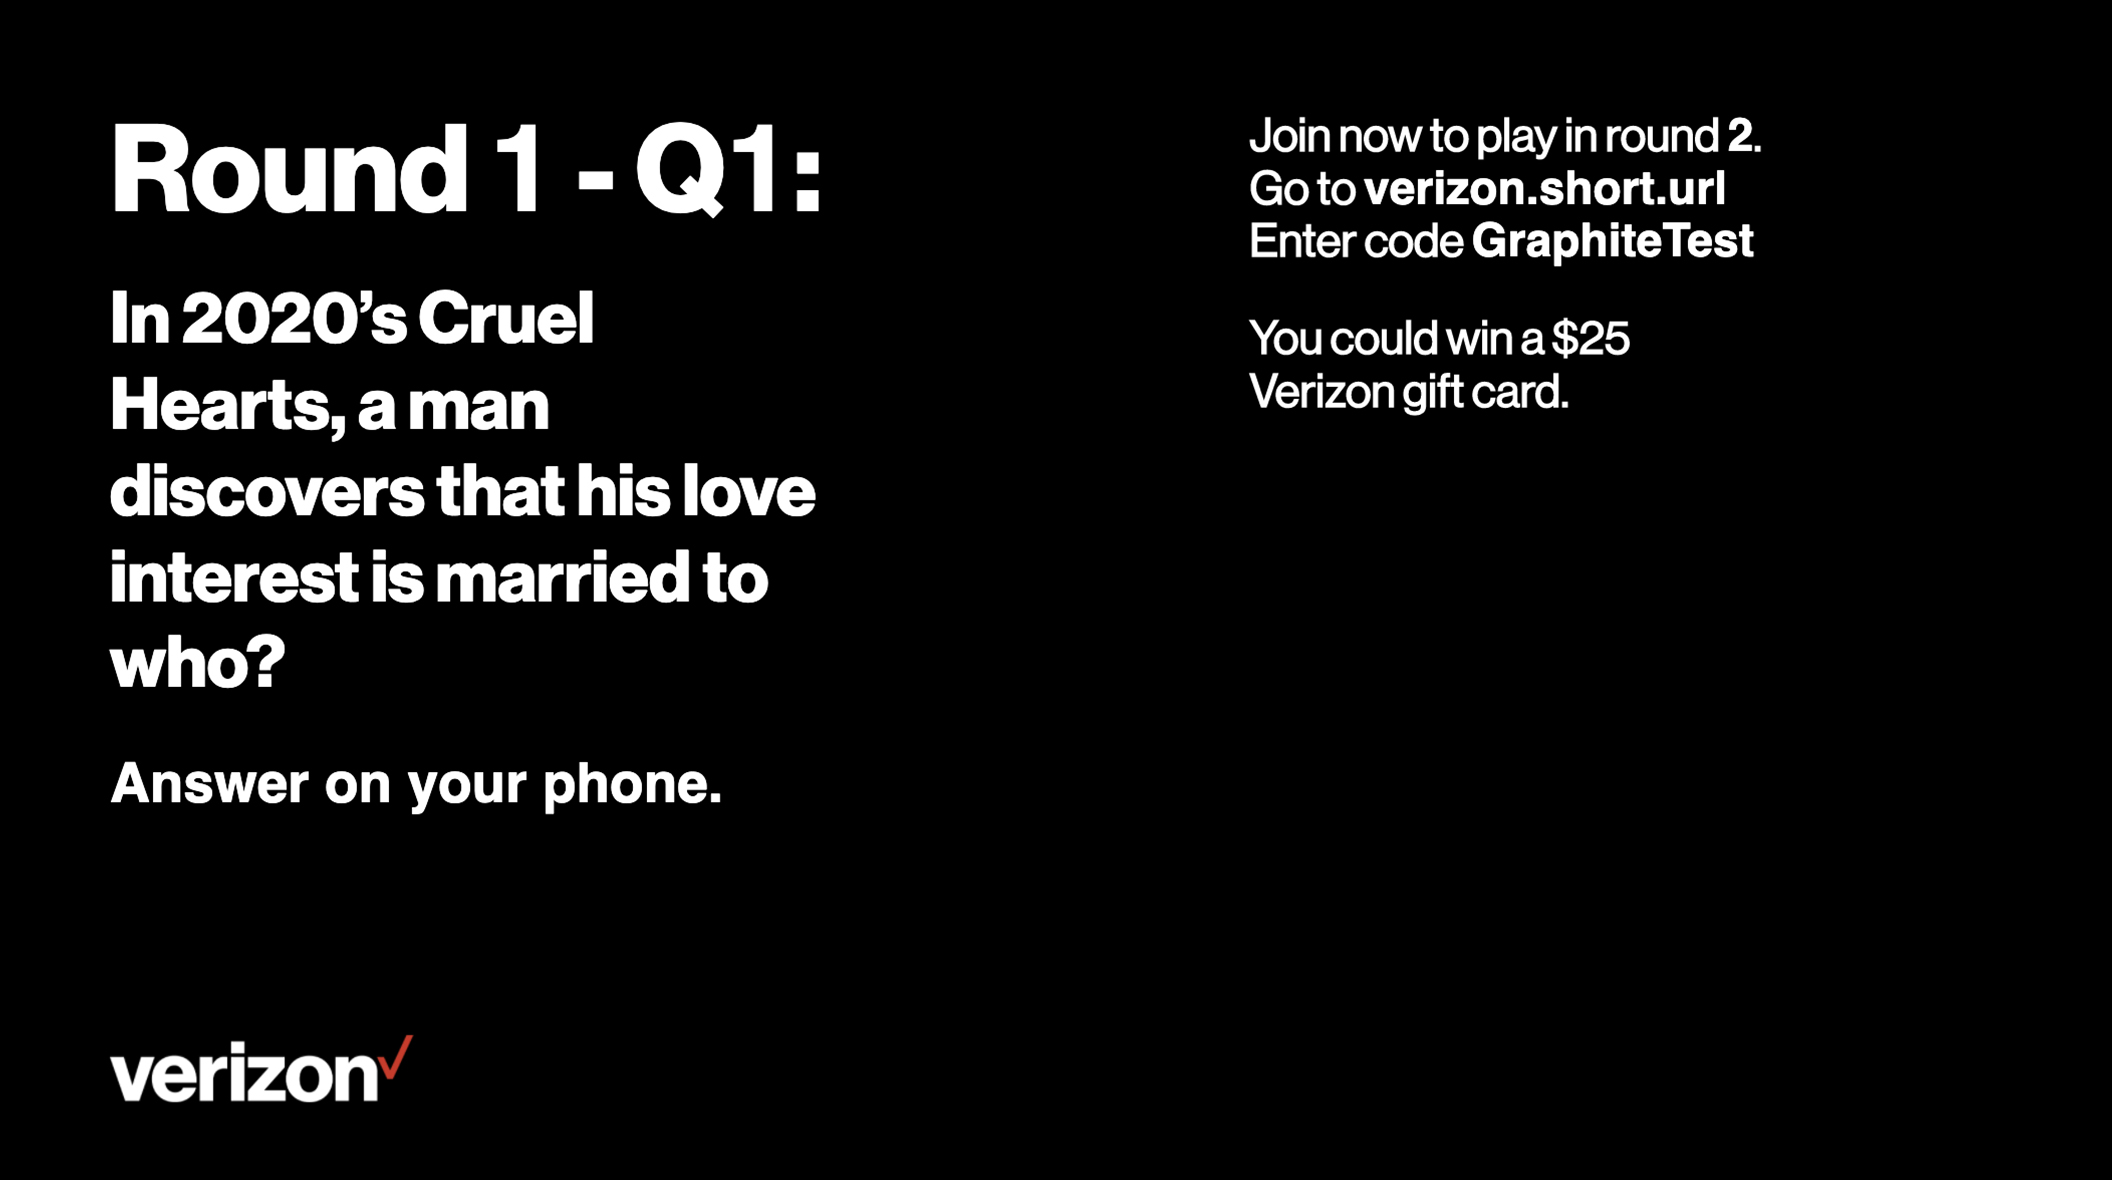 Round 1 - Q1:
In 2020’s Cruel
Hearts, a man
discovers that his love
interest is married to
who?
Answer on your phone.
Join now to play in round 2.
Go to verizon.short.url
Enter code GraphiteTest
You could win a $25
Verizon gift card.
verizon